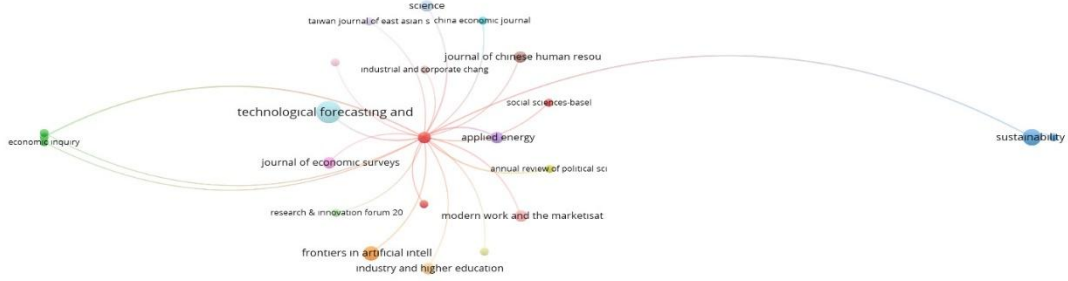 science
taiwan journal of east asian s
china economic journal
journal of chinese human resou
industrial and corporate chang
social sciences-basel
technological forecasting and
applied energy
sustainability
economic inquiry
journal of economic surveys
annual review of political sci
research & innovation forum 20
modern work and the marketisat
frontiers in artificial intell
industry and higher education